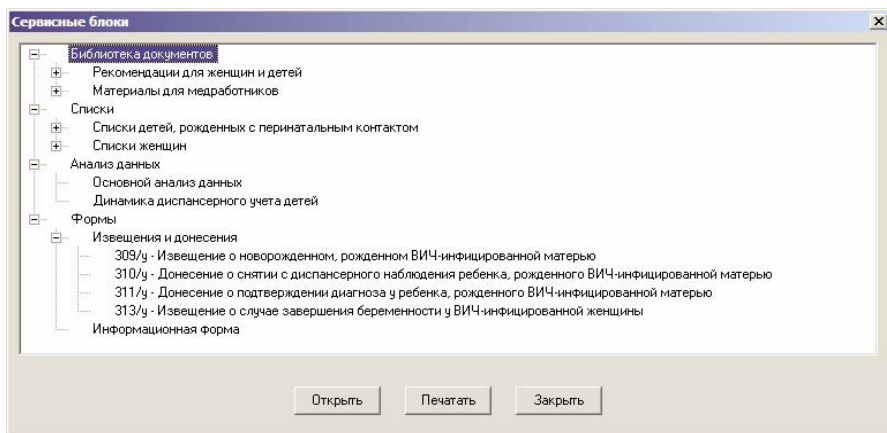 Сервисные блоки
Библиотека документов
Рекомендации для женщин и детей
Материалы для медработников
Списки
Списки детей, рожденных с перинатальным контактом
Списки женщин
Анализ данных
Основной анализ данных
Динамика диспансерного учета детей
Формы
Извещения и донесения
309/у - Извещение о новорожденном, рожденном ВИЧ-инфицированной матерью
310/у - Донесение о снятии с диспансерного наблюдения ребенка, рожденного ВИЧ-инфицированной матерью
311/у - Донесение о подтверждении диагноза у ребенка, рожденного ВИЧ-инфицированной матерью
313/у - Извещение о случае завершения беременности у ВИЧ-инфицированной женщины
Информационная форма
Открыть Печатать Закрыть